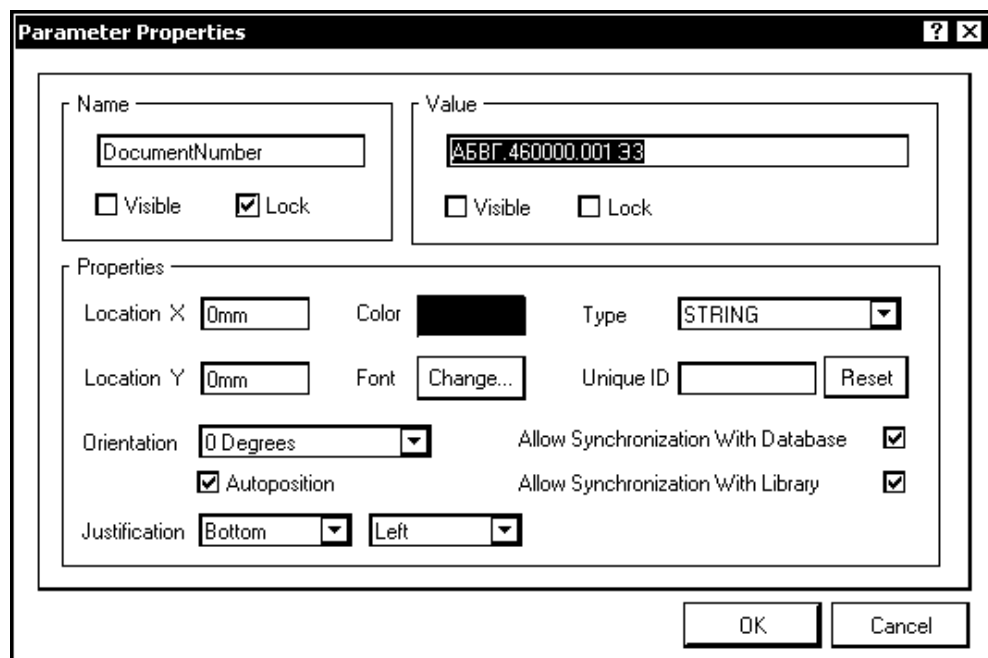 Parameter Properties
Name
Value
DocumentNumber
АБВГ.460000.001 ЭЗ
Visible Lock
Visible Lock
Properties
Location X 0mm Color Type STRING
Location Y 0mm Font Change... Unique ID Reset
Orientation 0 Degrees Allow Synchronization With Database
Autoposition Allow Synchronization With Library
Justification Bottom Left
OK Cancel